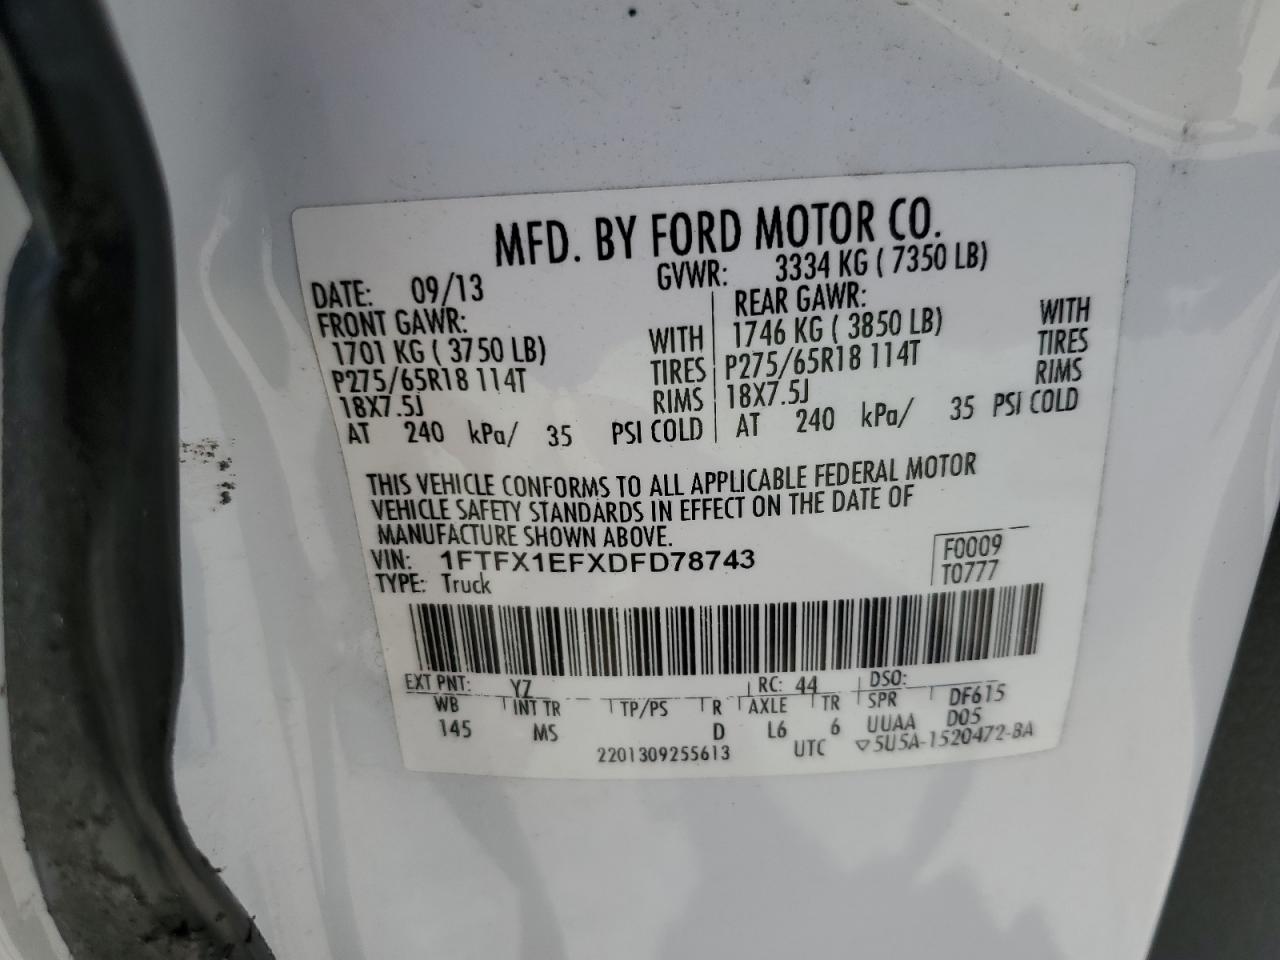 MFD. BY FORD MOTOR CO.
DATE: 09/13 GVWR: 3334 KG ( 7350 LB)
FRONT GAWR: REAR GAWR:
1701 KG ( 3750 LB) WITH 1746 KG ( 3850 LB) WITH
P275/65R18 114T TIRES P275/65R18 114T TIRES
18X7.5J RIMS 18X7.5J RIMS
AT 240 kPa/ 35 PSI COLD AT 240 kPa/ 35 PSI COLD
THIS VEHICLE CONFORMS TO ALL APPLICABLE FEDERAL MOTOR
VEHICLE SAFETY STANDARDS IN EFFECT ON THE DATE OF
MANUFACTURE SHOWN ABOVE.
VIN: 1FTFX1EFXDFD78743 F0009
TYPE: Truck T0777
EXT PNT: YZ RC: 44 DSO:
WB INT TR TP/PS R AXLE TR SPR DF615
145 MS D L6 6 UUAA D05
2201309255613 UTC ▽5U5A-1520472-BA